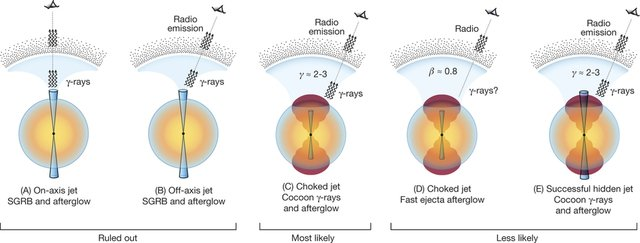 γ-rays
(A) On-axis jet
SGRB and afterglow
Radio
emission
γ-rays
(B) Off-axis jet
SGRB and afterglow
Ruled out
Radio
emission
γ ≈ 2-3
γ-rays
(C) Choked jet
Cocoon γ-rays
and afterglow
Most likely
Radio
β ≈ 0.8
γ-rays?
(D) Choked jet
Fast ejecta afterglow
Radio
emission
γ ≈ 2-3
γ-rays
(E) Successful hidden jet
Cocoon γ-rays
and afterglow
Less likely